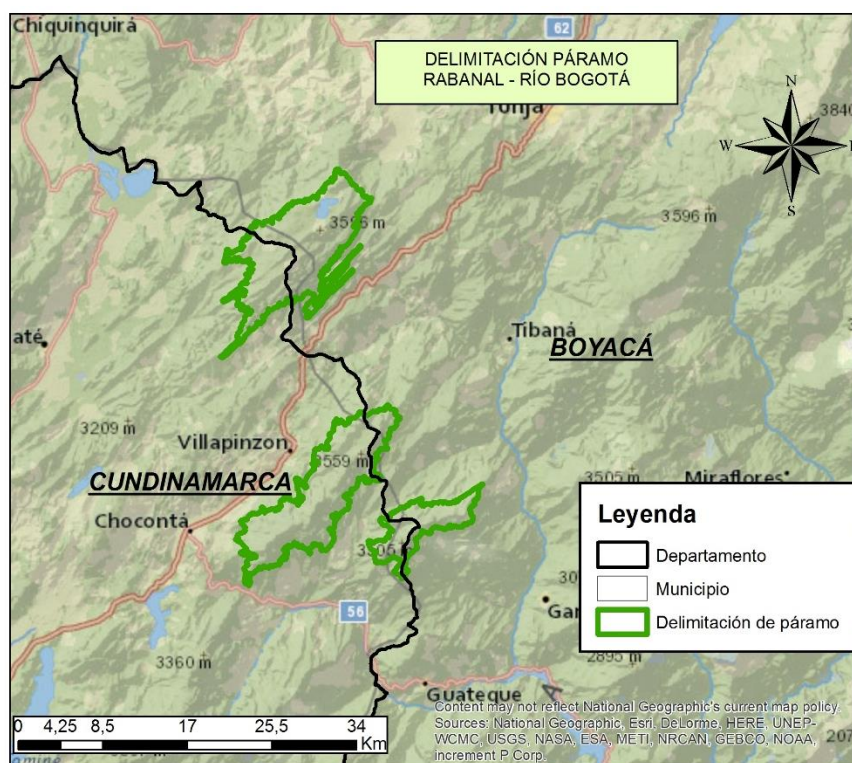 Chiquinquirá
62
DELIMITACIÓN PÁRAMO
RABANAL - RÍO BOGOTÁ
Tunja
N
3840
W
E
S
3596 m
3596 m
Tibaná
BOYACÁ
até
3209 m
Villapinzon
3559 m
CUNDINAMARCA
3505 m
Miraflores
Chocontá
Leyenda
Departamento
Municipio
Delimitación de páramo
56
Gar
3360 m
2895 m
Guateque
A
Content may not reflect National Geographic's current map policy.
Sources: National Geographic, Esri, DeLorme, HERE, UNEP-
WCMC, USGS, NASA, ESA, METI, NRCAN, GEBCO, NOAA,
increment P Corp.
0 4,25 8,5 17 25,5 34
Km
207